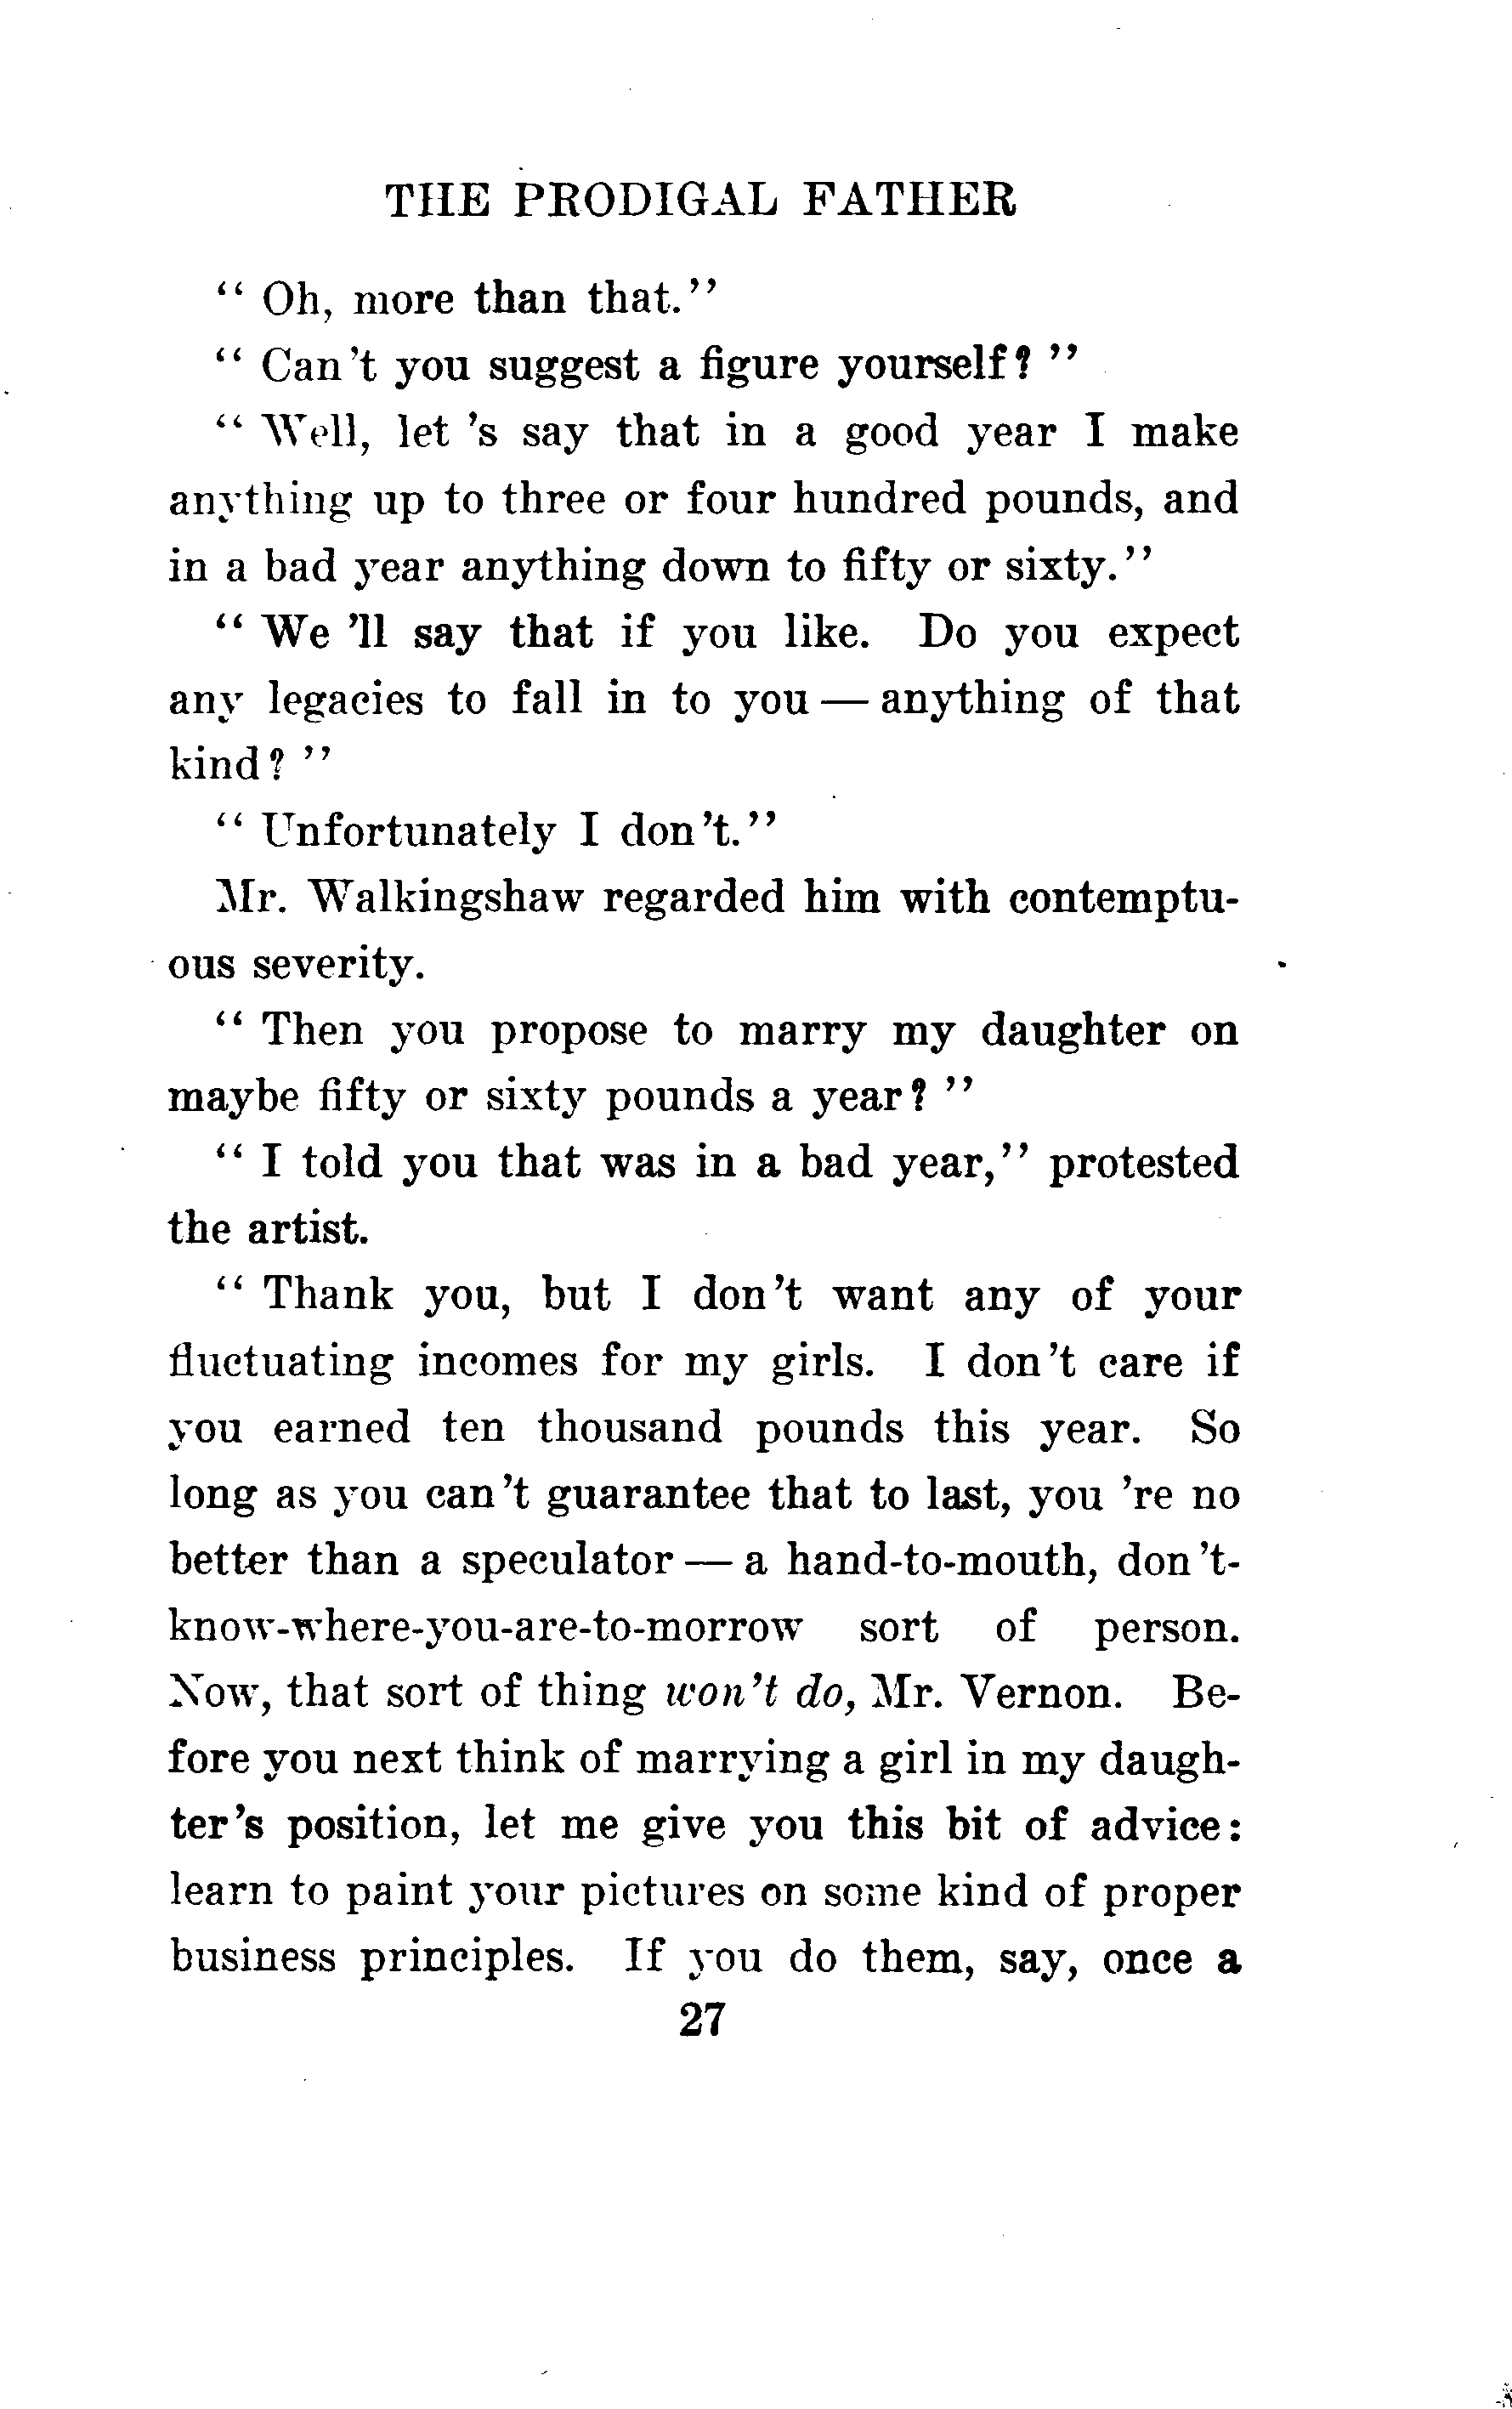 THE PRODIGAL FATHER
" Oh, more than that."
" Can't you suggest a figure yourself? "
" Well, let 's say that in a good year I make
anything up to three or four hundred pounds, and
in a bad year anything down to fifty or sixty."
" We 'll say that if you like. Do you expect
any legacies to fall in to you — anything of that
kind? "
" Unfortunately I don't."
Mr. Walkingshaw regarded him with contemptu-
ous severity.
" Then you propose to marry my daughter on
maybe fifty or sixty pounds a year? "
" I told you that was in a bad year," protested
the artist.
" Thank you, but I don't want any of your
fluctuating incomes for my girls. I don't care if
you earned ten thousand pounds this year. So
long as you can't guarantee that to last, you 're no
better than a speculator — a hand-to-mouth, don't-
know-where-you-are-to-morrow sort of person.
Now, that sort of thing won't do, Mr. Vernon. Be-
fore you next think of marrying a girl in my daugh-
ter's position, let me give you this bit of advice:
learn to paint your pictures on some kind of proper
business principles. If you do them, say, once a
27